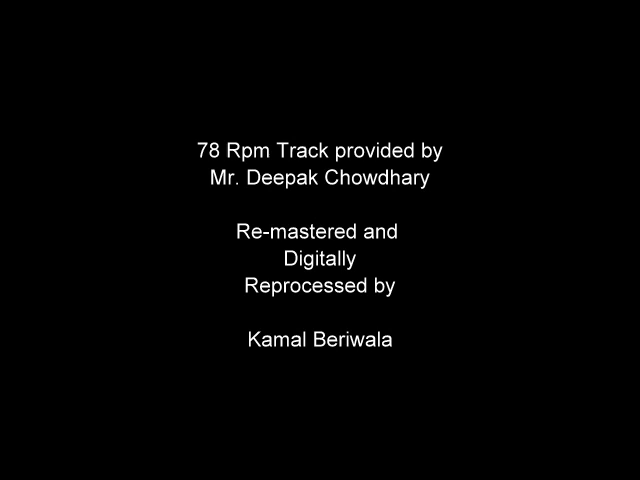 78 Rpm Track provided by
Mr. Deepak Chowdhary
Re-mastered and
Digitally
Reprocessed by
Kamal Beriwala